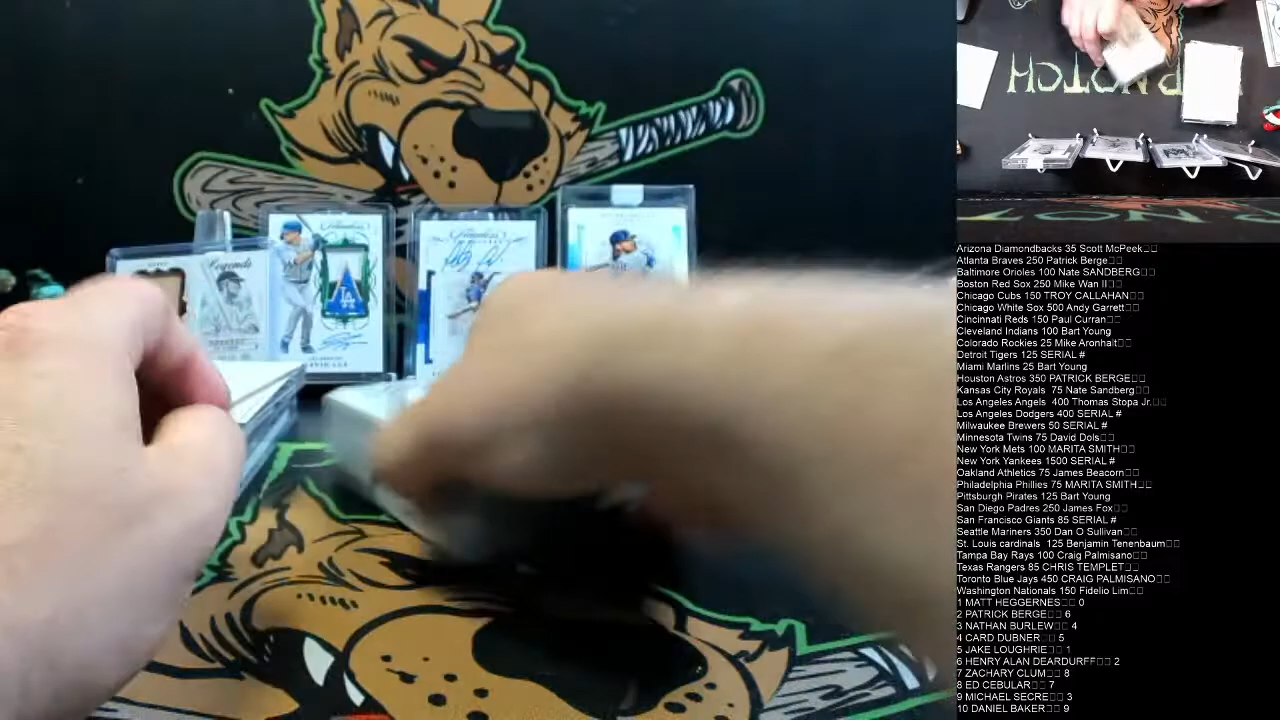 Legends
Flawless
LA
HOTCH
Arizona Diamondbacks 35 Scott McPeek□□
Atlanta Braves 250 Patrick Berge□□
Baltimore Orioles 100 Nate SANDBERG□□
Boston Red Sox 250 Mike Wan II□□
Chicago Cubs 150 TROY CALLAHAN□□
Chicago White Sox 500 Andy Garrett□□
Cincinnati Reds 150 Paul Curran□□
Cleveland Indians 100 Bart Young
Colorado Rockies 25 Mike Aronhalt□□
Detroit Tigers 125 SERIAL #
Miami Marlins 25 Bart Young
Houston Astros 350 PATRICK BERGE□□
Kansas City Royals  75 Nate Sandberg□□
Los Angeles Angels  400 Thomas Stopa Jr.□□
Los Angeles Dodgers 400 SERIAL #
Milwaukee Brewers 50 SERIAL #
Minnesota Twins 75 David Dols□□
New York Mets 100 MARITA SMITH□□
New York Yankees 1500 SERIAL #
Oakland Athletics 75 James Beacorn□□
Philadelphia Phillies 75 MARITA SMITH□□
Pittsburgh Pirates 125 Bart Young
San Diego Padres 250 James Fox□□
San Francisco Giants 85 SERIAL #
Seattle Mariners 350 Dan O Sullivan□□
St. Louis cardinals  125 Benjamin Tenenbaum□□
Tampa Bay Rays 100 Craig Palmisano□□
Texas Rangers 85 CHRIS TEMPLET□□
Toronto Blue Jays 450 CRAIG PALMISANO□□
Washington Nationals 150 Fidelio Lim□□
1 MATT HEGGERNES□□ 0
2 PATRICK BERGE□□ 6
3 NATHAN BURLEW□□ 4
4 CARD DUBNER□□ 5
5 JAKE LOUGHRIE□□ 1
6 HENRY ALAN DEARDURFF□□ 2
7 ZACHARY CLUM□□ 8
8 ED CEBULAR□□ 7
9 MICHAEL SECRE□□ 3
10 DANIEL BAKER□□ 9